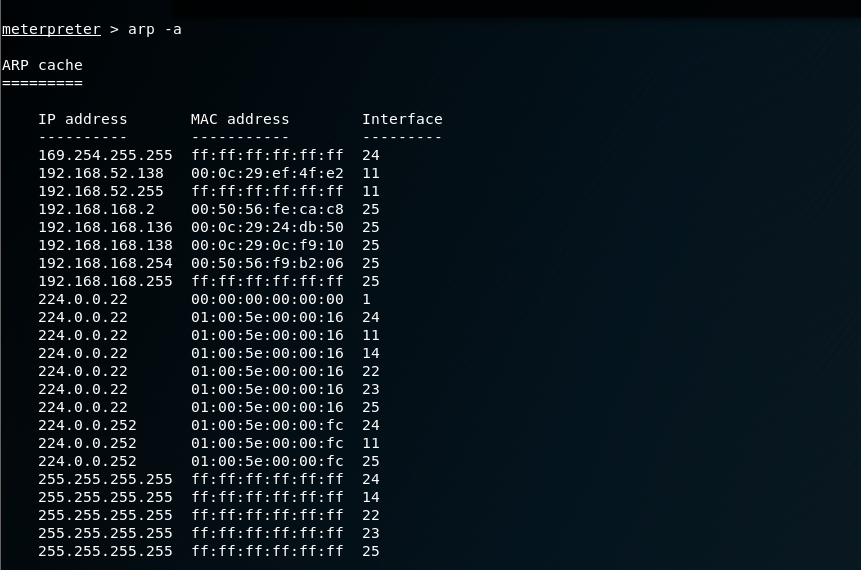 meterpreter > arp -a
ARP cache
=========
IP address MAC address Interface
---------- ----------- ---------
169.254.255.255 ff:ff:ff:ff:ff:ff 24
192.168.52.138 00:0c:29:ef:4f:e2 11
192.168.52.255 ff:ff:ff:ff:ff:ff 11
192.168.168.2 00:50:56:fe:ca:c8 25
192.168.168.136 00:0c:29:24:db:50 25
192.168.168.138 00:0c:29:0c:f9:10 25
192.168.168.254 00:50:56:f9:b2:06 25
192.168.168.255 ff:ff:ff:ff:ff:ff 25
224.0.0.22 00:00:00:00:00:00 1
224.0.0.22 01:00:5e:00:00:16 24
224.0.0.22 01:00:5e:00:00:16 11
224.0.0.22 01:00:5e:00:00:16 14
224.0.0.22 01:00:5e:00:00:16 22
224.0.0.22 01:00:5e:00:00:16 23
224.0.0.22 01:00:5e:00:00:16 25
224.0.0.252 01:00:5e:00:00:fc 24
224.0.0.252 01:00:5e:00:00:fc 11
224.0.0.252 01:00:5e:00:00:fc 25
255.255.255.255 ff:ff:ff:ff:ff:ff 24
255.255.255.255 ff:ff:ff:ff:ff:ff 14
255.255.255.255 ff:ff:ff:ff:ff:ff 22
255.255.255.255 ff:ff:ff:ff:ff:ff 23
255.255.255.255 ff:ff:ff:ff:ff:ff 25